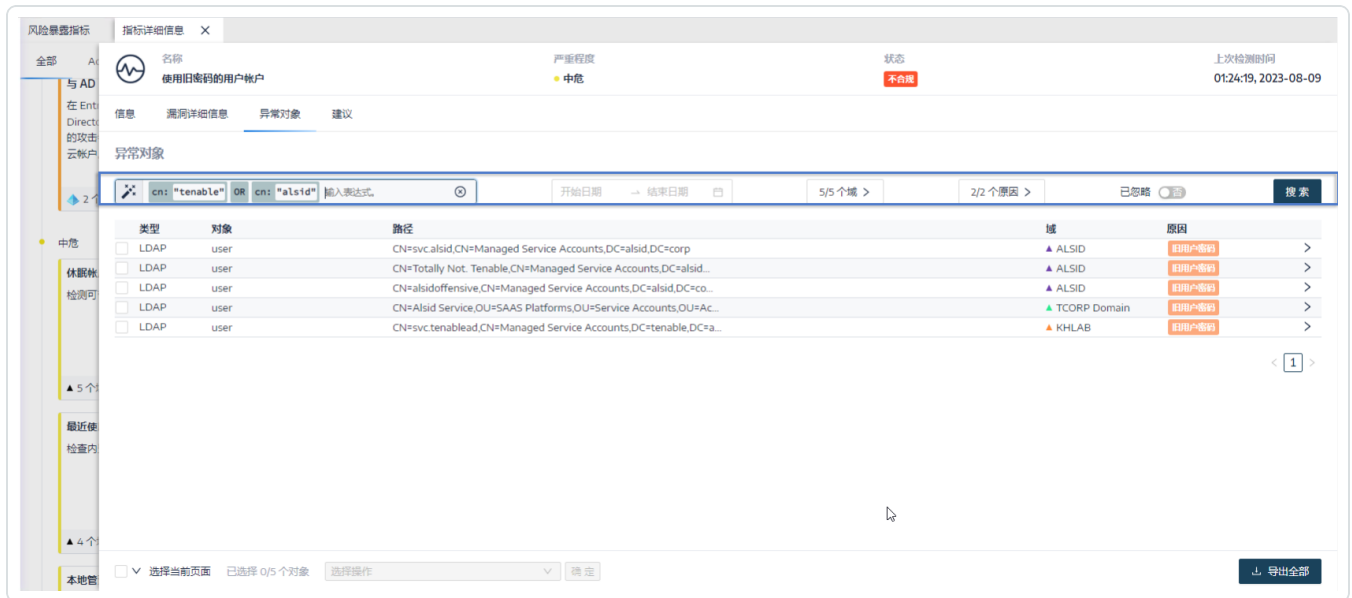 风险暴露指标 指标详细信息
全部
与 AD
在 Ent
Direct
的攻击
云帐户
2 个
中危
休眠帐
检测可
5 个域
最近使
检查内
4 个
本地管
名称 严重程度 状态 上次检测时间
使用旧密码的用户帐户 中危 不合规 01:24:19, 2023-08-09
信息 漏洞详细信息 异常对象 建议
异常对象
cn: "tenable" OR cn: "alsid" 输入表达式。 开始日期 → 结束日期 5/5 个域 > 2/2 个原因 > 已忽略 否 搜索
类型 对象 路径 域 原因
LDAP user CN=svc.alsid,CN=Managed Service Accounts,DC=alsid,DC=corp ALSID 旧用户密码
LDAP user CN=Totally Not. Tenable,CN=Managed Service Accounts,DC=alsid... ALSID 旧用户密码
LDAP user CN=alsidoffensive,CN=Managed Service Accounts,DC=alsid,DC=co... ALSID 旧用户密码
LDAP user CN=Alsid Service,OU=SAAS Platforms,OU=Service Accounts,OU=Ac... TCORP Domain 旧用户密码
LDAP user CN=svc.tenablead,CN=Managed Service Accounts,DC=tenable,DC=a... KHLAB 旧用户密码
< 1 >
选择当前页面 已选择 0/5 个对象 选择操作 确定 导出全部